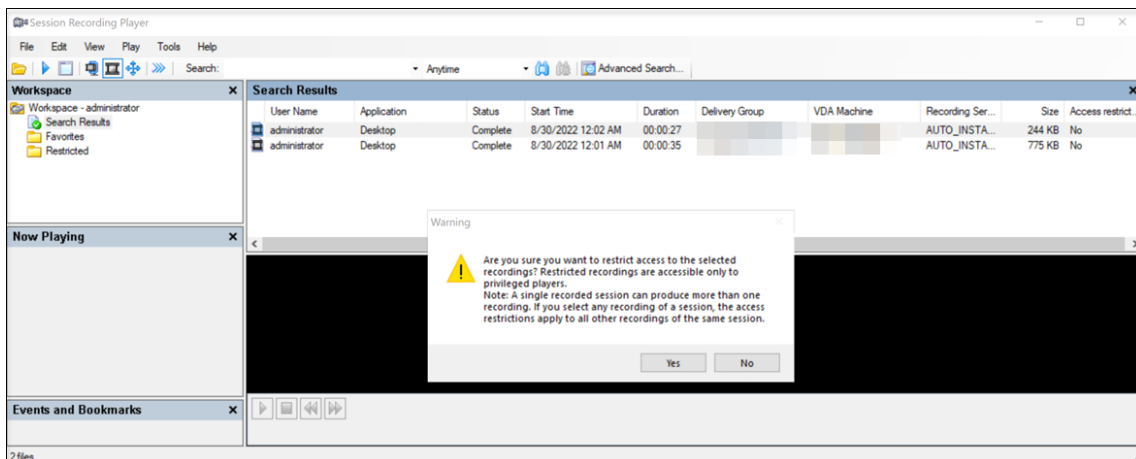 Session Recording Player
File Edit View Play Tools Help
Search: Anytime Advanced Search...
Workspace
Workspace - administrator
Search Results
Favorites
Restricted
Search Results
User Name Application Status Start Time Duration Delivery Group VDA Machine Recording Ser... Size Access restrict...
administrator Desktop Complete 8/30/2022 12:02 AM 00:00:27 AUTO_INSTA... 244 KB No
administrator Desktop Complete 8/30/2022 12:01 AM 00:00:35 AUTO_INSTA... 775 KB No
Now Playing
Warning
Are you sure you want to restrict access to the selected
recordings? Restricted recordings are accessible only to
privileged players.
Note: A single recorded session can produce more than one
recording. If you select any recording of a session, the access
restrictions apply to all other recordings of the same session.
Yes No
Events and Bookmarks
2 files